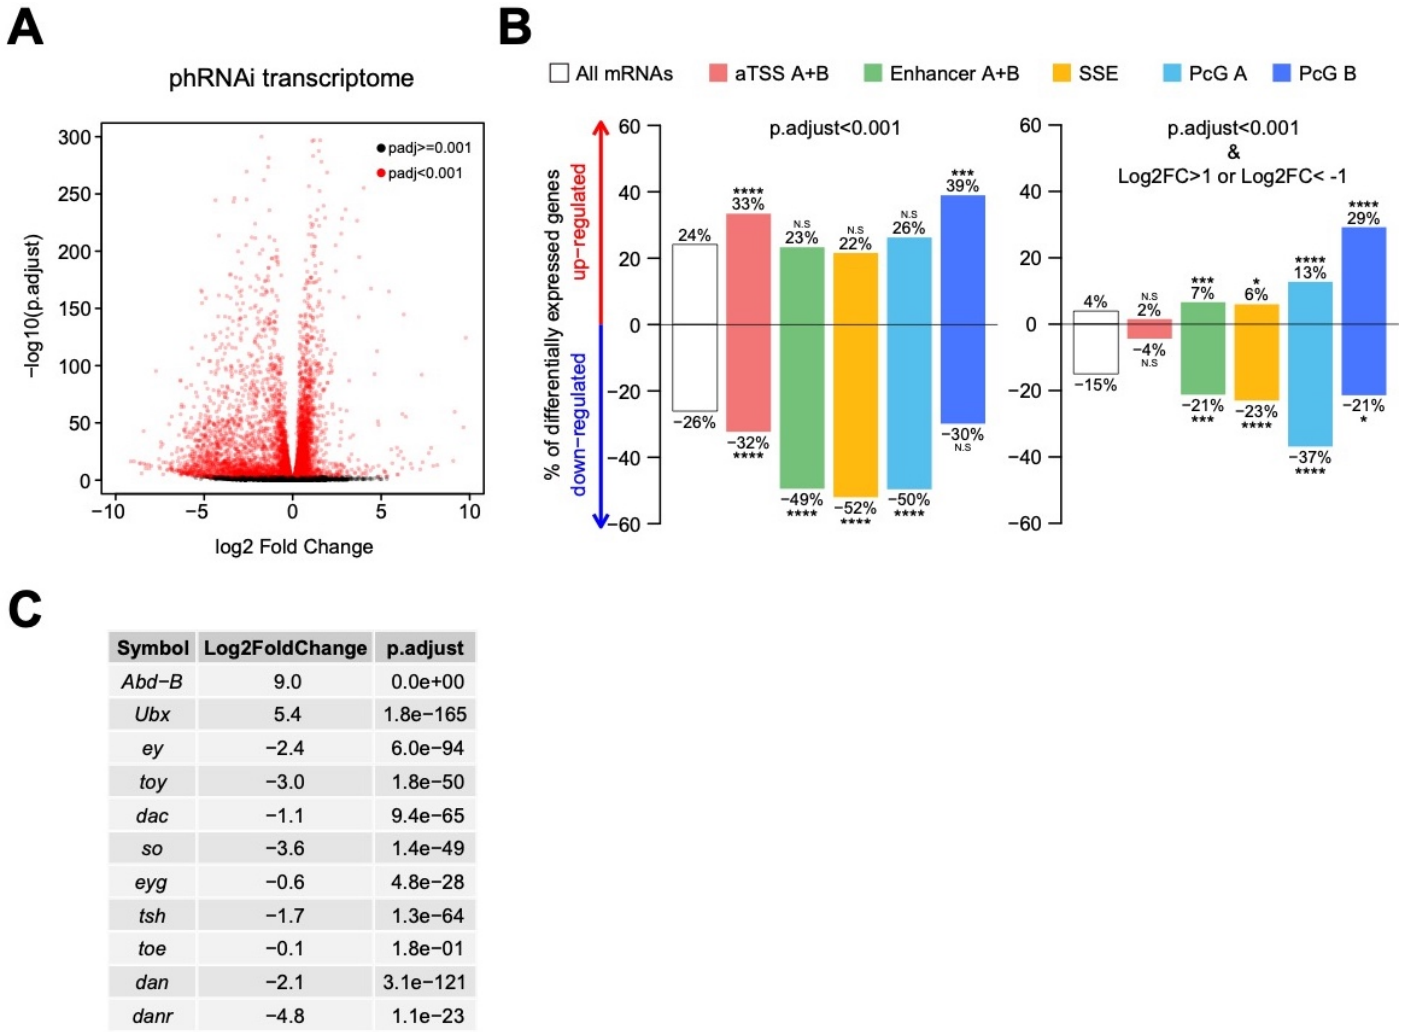 A
phRNAi transcriptome
−log10(p.adjust)
300
250
200
150
100
50
0
padj>=0.001
padj<0.001
−10 −5 0 5 10
log2 Fold Change
B
All mRNAs aTSS A+B Enhancer A+B SSE PcG A PcG B
% of differentially expressed genes
up−regulated
down−regulated
60
40
20
0
−20
−40
−60
p.adjust<0.001
24%
−26%
****
33%
−32%
****
N.S
23%
−49%
****
N.S
22%
−52%
****
N.S
26%
−50%
****
***
39%
−30%
N.S
60
40
20
0
−20
−40
−60
p.adjust<0.001
&
Log2FC>1 or Log2FC< -1
4%
−15%
N.S
2%
−4%
N.S
***
7%
−21%
***
*
6%
−23%
****
****
13%
−37%
****
****
29%
−21%
*
C
Symbol Log2FoldChange p.adjust
Abd−B 9.0 0.0e+00
Ubx 5.4 1.8e−165
ey −2.4 6.0e−94
toy −3.0 1.8e−50
dac −1.1 9.4e−65
so −3.6 1.4e−49
eyg −0.6 4.8e−28
tsh −1.7 1.3e−64
toe −0.1 1.8e−01
dan −2.1 3.1e−121
danr −4.8 1.1e−23